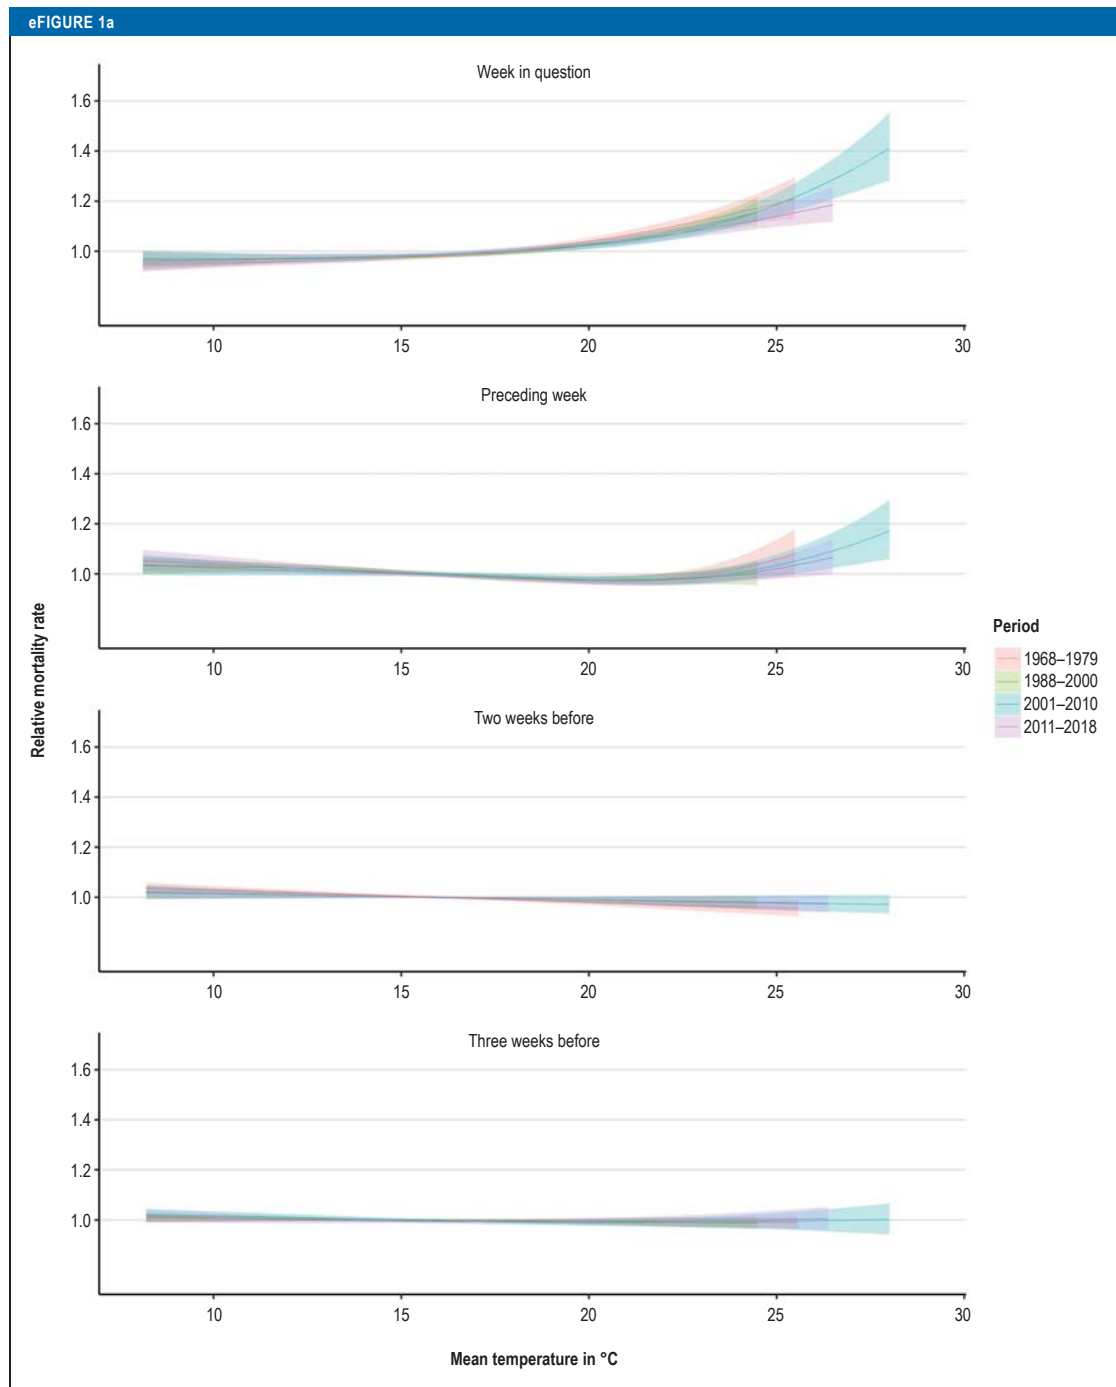 eFIGURE 1a
Week in question
1.6
1.4
1.2
1.0
10 15 20 25 30
Preceding week
1.6
1.4
1.2
1.0
10 15 20 25 30
Two weeks before
1.6
1.4
1.2
1.0
10 15 20 25 30
Three weeks before
1.6
1.4
1.2
1.0
10 15 20 25 30
Relative mortality rate
Mean temperature in °C
Period
1968–1979
1988–2000
2001–2010
2011–2018